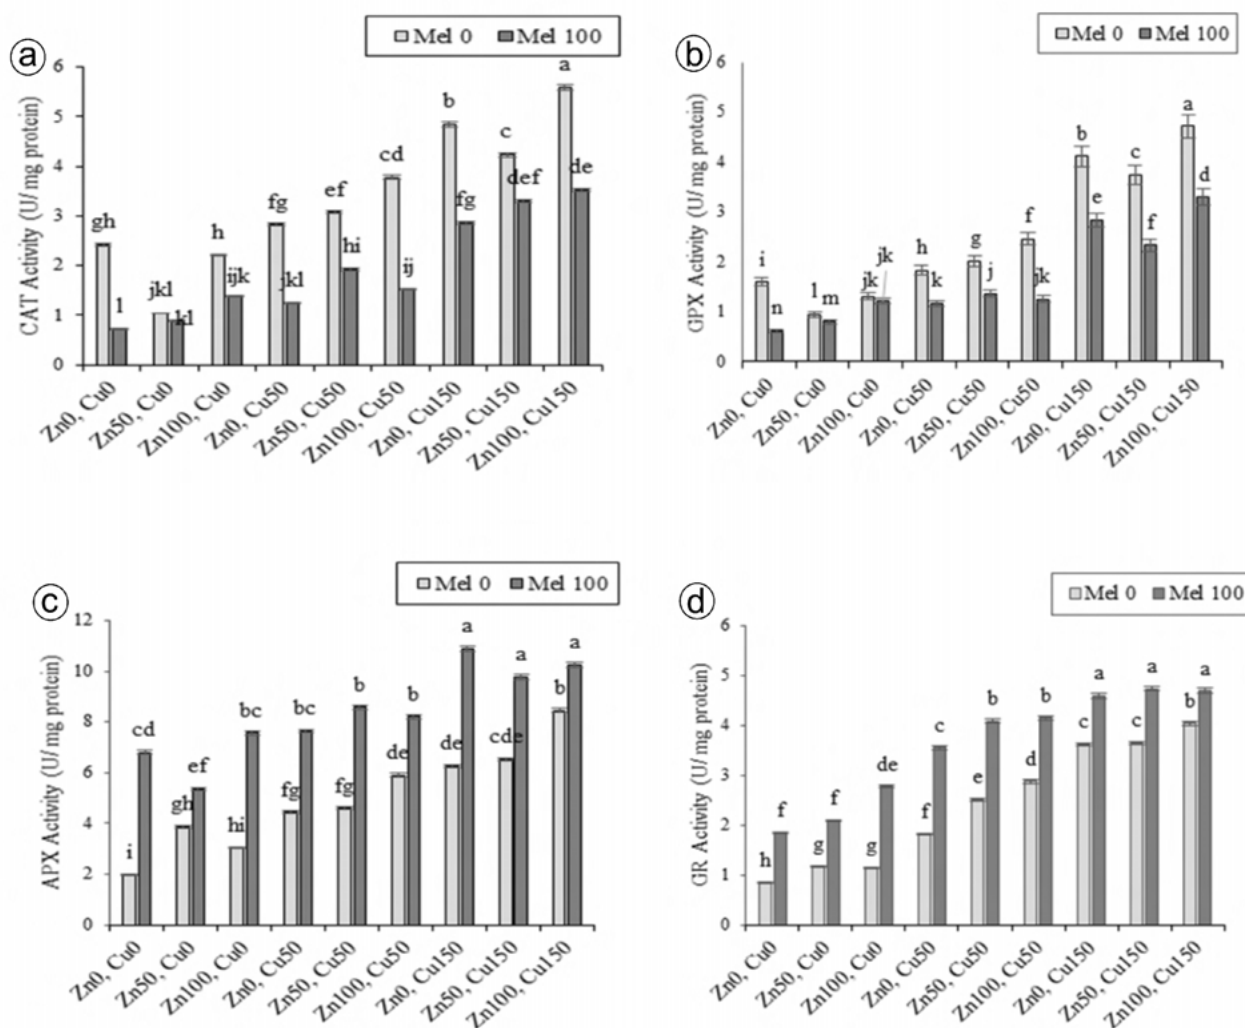 a
Mel 0 Mel 100
CAT Activity (U/mg protein)
6
5
4
3
2
1
0
gh l jkl kl h ijk fg jkl ef hi cd ij b fg c def a de
Zn0, Cu0
Zn50, Cu0
Zn100, Cu0
Zn0, Cu50
Zn50, Cu50
Zn100, Cu50
Zn0, Cu150
Zn50, Cu150
Zn100, Cu150
b
Mel 0 Mel 100
GPX Activity (U/mg protein)
6
5
4
3
2
1
0
i n l m jk jk h k g j f jk b e c f a d
Zn0, Cu0
Zn50, Cu0
Zn100, Cu0
Zn0, Cu50
Zn50, Cu50
Zn100, Cu50
Zn0, Cu150
Zn50, Cu150
Zn100, Cu150
c
Mel 0 Mel 100
APX Activity (U/mg protein)
12
10
8
6
4
2
0
i cd gh ef hi bc fg bc fg b de b de a cde a b a
Zn0, Cu0
Zn50, Cu0
Zn100, Cu0
Zn0, Cu50
Zn50, Cu50
Zn100, Cu50
Zn0, Cu150
Zn50, Cu150
Zn100, Cu150
d
Mel 0 Mel 100
GR Activity (U/mg protein)
6
5
4
3
2
1
0
h f g f g de f c e b d b c a c a b a
Zn0, Cu0
Zn50, Cu0
Zn100, Cu0
Zn0, Cu50
Zn50, Cu50
Zn100, Cu50
Zn0, Cu150
Zn50, Cu150
Zn100, Cu150